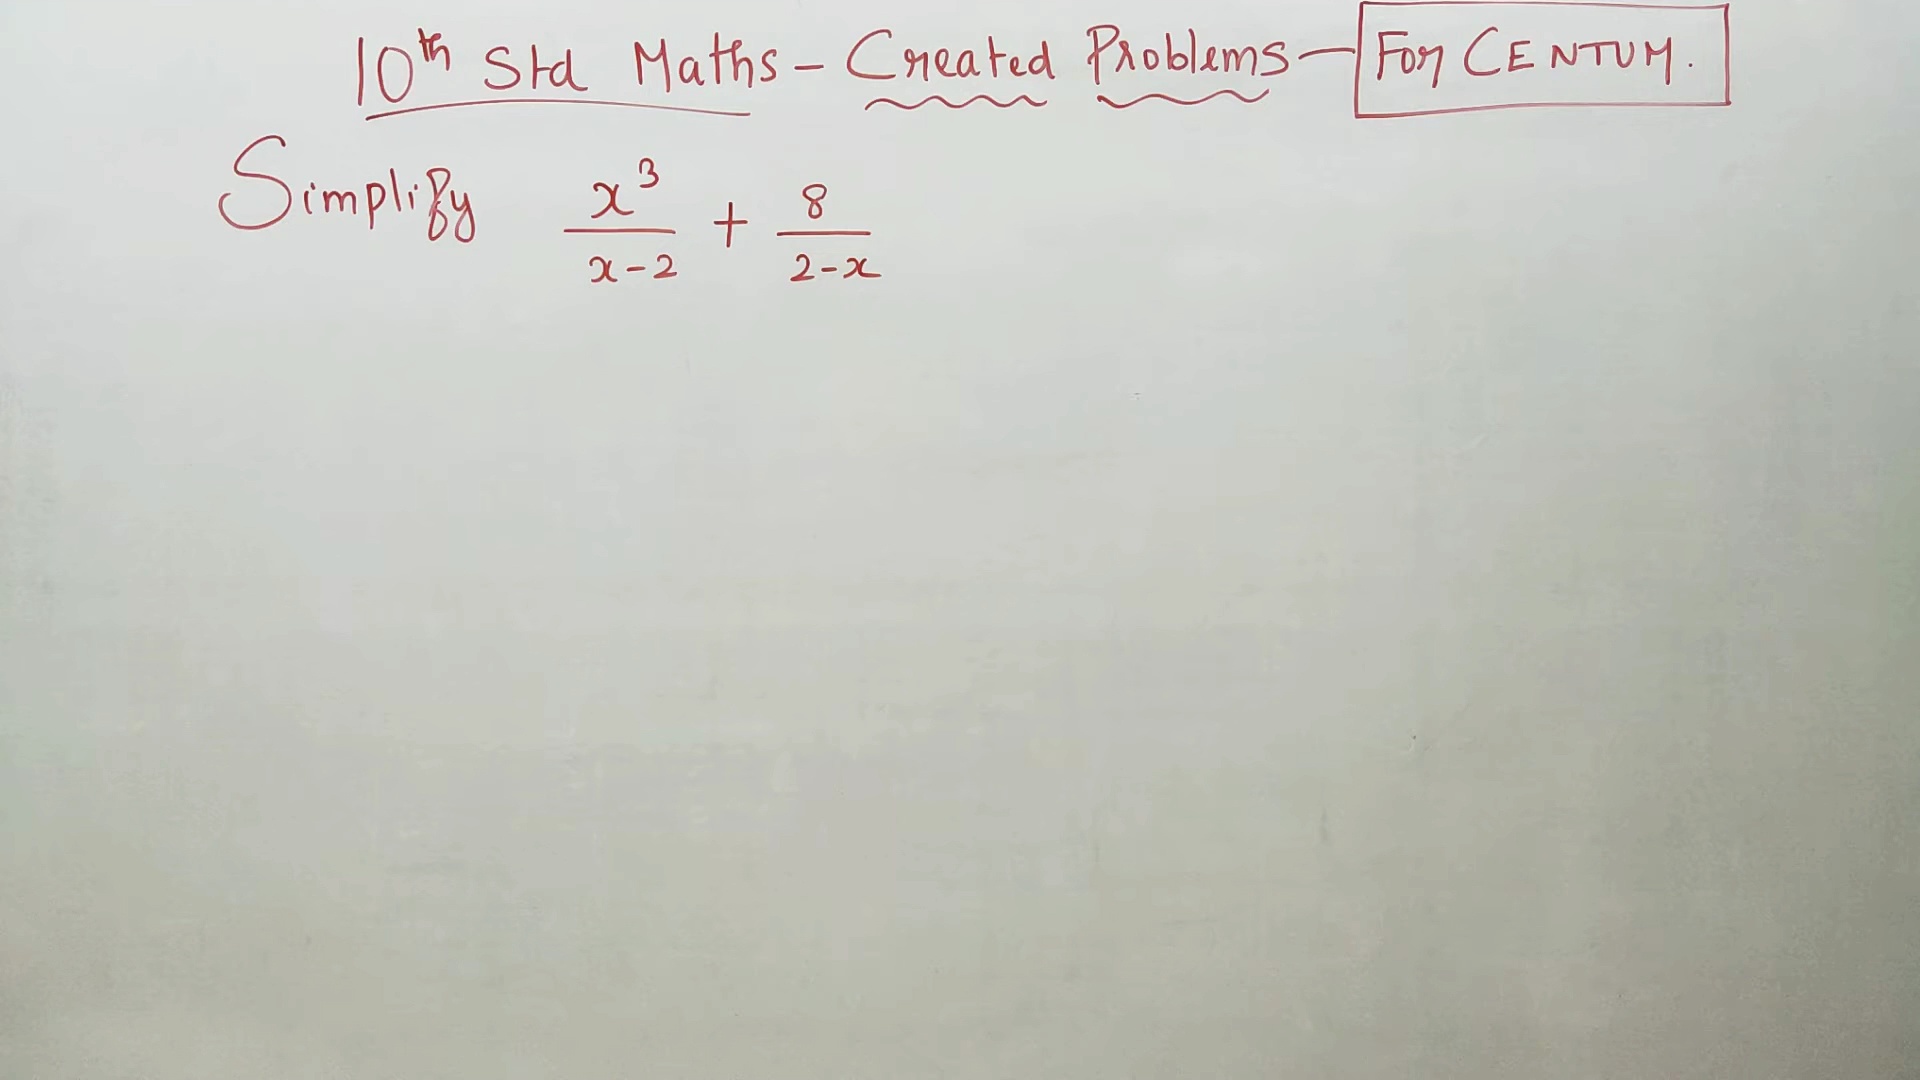 10th Std Maths - Created Problems - For CENTUM.
Simplify x³/(x-2) + 8/(2-x)